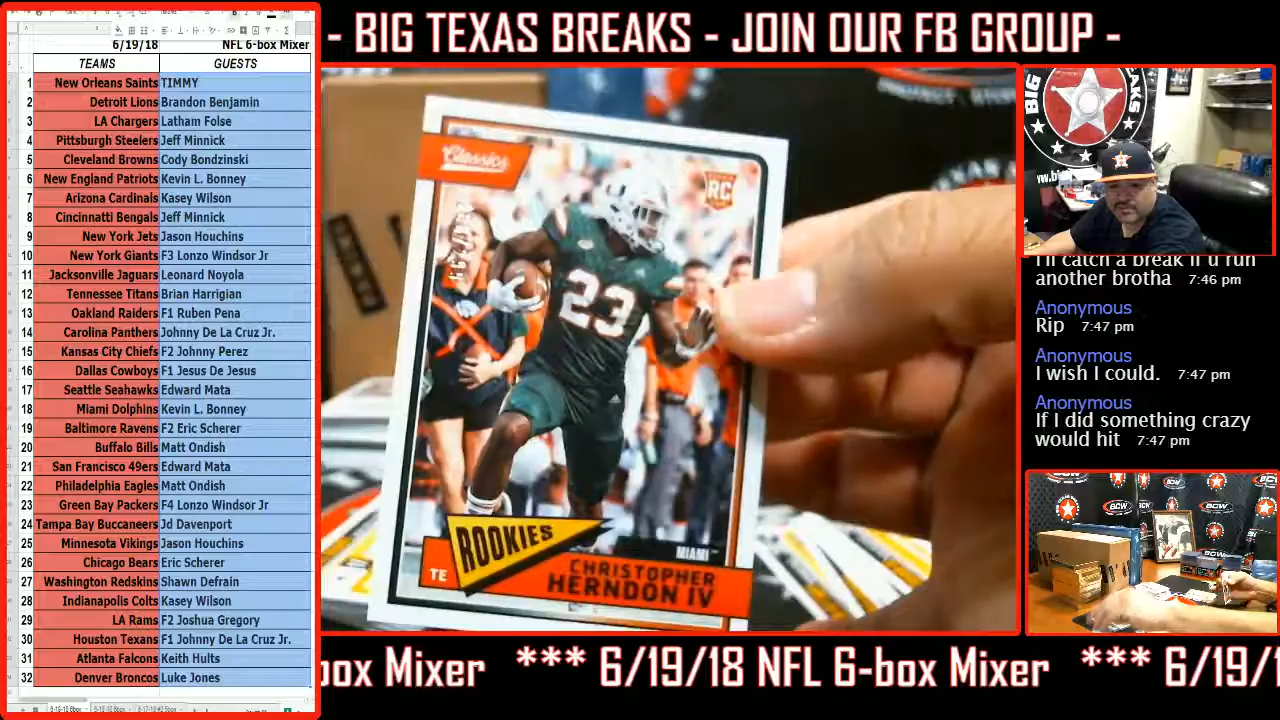 - BIG TEXAS BREAKS - JOIN OUR FB GROUP -
6/19/18 NFL 6-box Mixer
TEAMS GUESTS
1 New Orleans Saints TIMMY
2 Detroit Lions Brandon Benjamin
3 LA Chargers Latham Folse
4 Pittsburgh Steelers Jeff Minnick
5 Cleveland Browns Cody Bondzinski
6 New England Patriots Kevin L. Bonney
7 Arizona Cardinals Kasey Wilson
8 Cincinnatti Bengals Jeff Minnick
9 New York Jets Jason Houchins
10 New York Giants F3 Lonzo Windsor Jr
11 Jacksonville Jaguars Leonard Noyola
12 Tennessee Titans Brian Harrigian
13 Oakland Raiders F1 Ruben Pena
14 Carolina Panthers Johnny De La Cruz Jr.
15 Kansas City Chiefs F2 Johnny Perez
16 Dallas Cowboys F1 Jesus De Jesus
17 Seattle Seahawks Edward Mata
18 Miami Dolphins Kevin L. Bonney
19 Baltimore Ravens F2 Eric Scherer
20 Buffalo Bills Matt Ondish
21 San Francisco 49ers Edward Mata
22 Philadelphia Eagles Matt Ondish
23 Green Bay Packers F4 Lonzo Windsor Jr
24 Tampa Bay Buccaneers Jd Davenport
25 Minnesota Vikings Jason Houchins
26 Chicago Bears Eric Scherer
27 Washington Redskins Shawn Defrain
28 Indianapolis Colts Kasey Wilson
29 LA Rams F2 Joshua Gregory
30 Houston Texans F1 Johnny De La Cruz Jr.
31 Atlanta Falcons Keith Hults
32 Denver Broncos Luke Jones
Classics
RC
23
MIAMI
ROOKIES
TE
CHRISTOPHER
HERNDON IV
BIG
I'll catch a break if u run
another brotha 7:46 pm
Anonymous
Rip 7:47 pm
Anonymous
I wish I could. 7:47 pm
Anonymous
If I did something crazy
would hit 7:47 pm
BCW
BCW
BCW
box Mixer *** 6/19/18 NFL 6-box Mixer *** 6/19/1